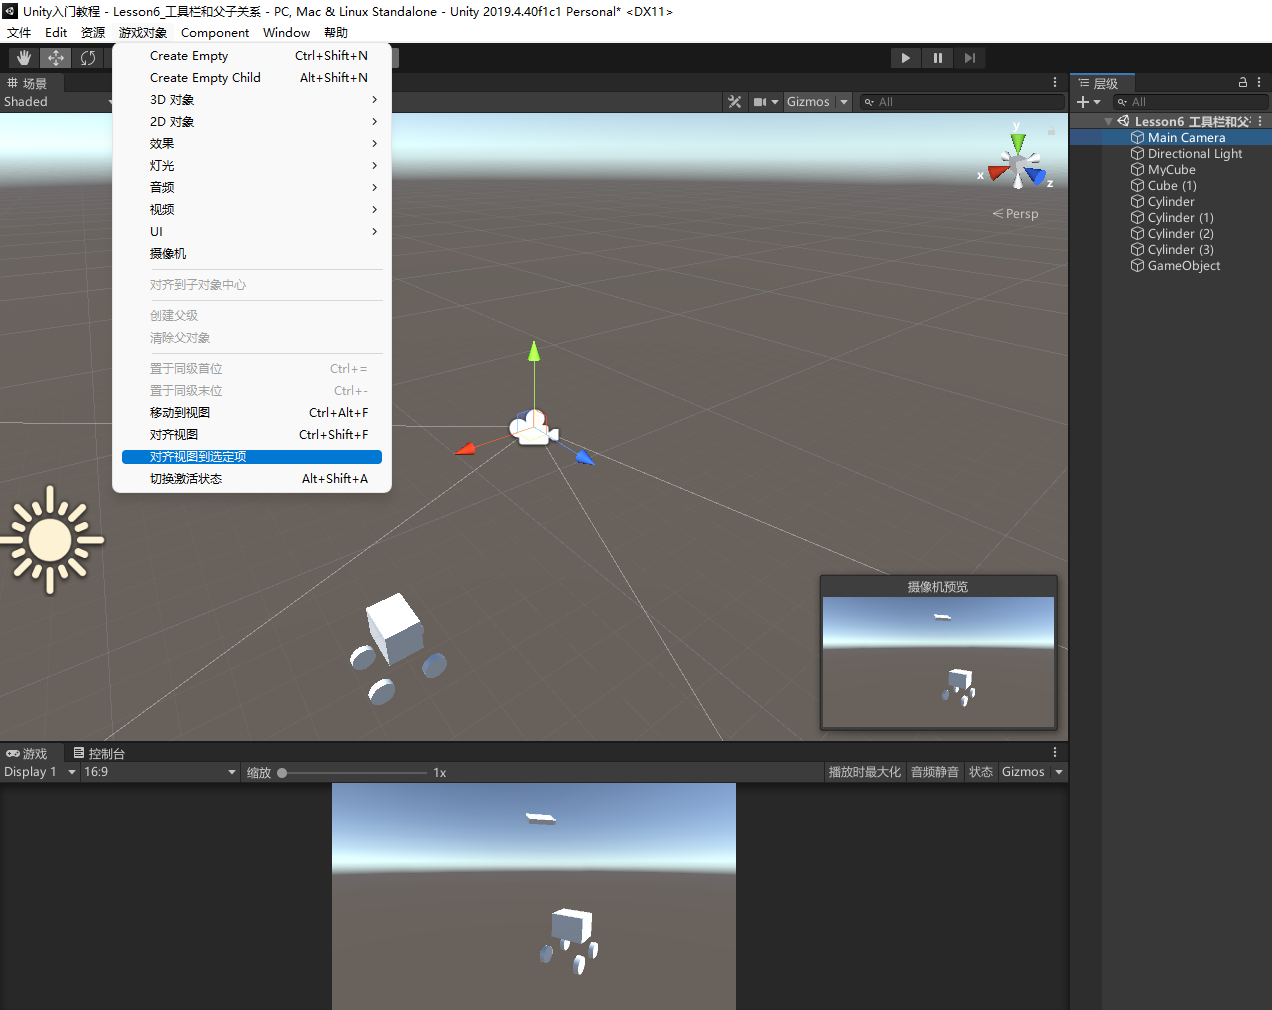 Unity入门教程 - Lesson6_工具栏和父子关系 - PC, Mac & Linux Standalone - Unity 2019.4.40f1c1 Personal* <DX11>
文件 Edit 资源 游戏对象 Component Window 帮助
Create Empty Ctrl+Shift+N
Create Empty Child Alt+Shift+N
3D 对象
2D 对象
效果
灯光
音频
视频
UI
摄像机
对齐到子对象中心
创建父级
清除父对象
置于同级首位 Ctrl+=
置于同级末位 Ctrl+-
移动到视图 Ctrl+Alt+F
对齐视图 Ctrl+Shift+F
对齐视图到选定项
切换激活状态 Alt+Shift+A
场景
Shaded
Gizmos All
y
x
z
Persp
摄像机预览
层级
All
Lesson6 工具栏和父
Main Camera
Directional Light
MyCube
Cube (1)
Cylinder
Cylinder (1)
Cylinder (2)
Cylinder (3)
GameObject
游戏 控制台
Display 1 16:9 缩放 1x 播放时最大化 音频静音 状态 Gizmos